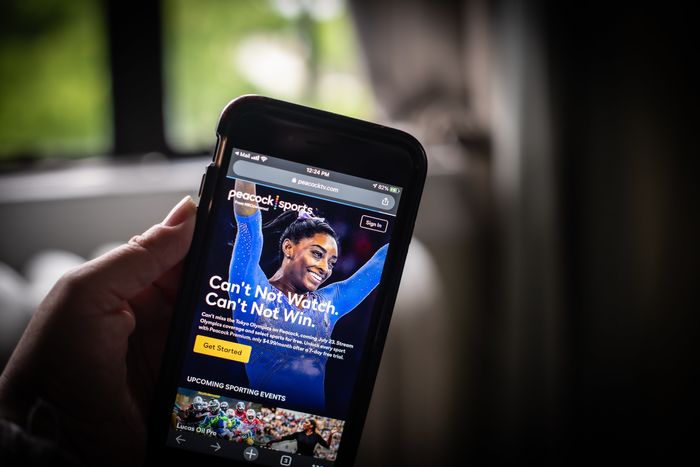 Mail
12:24 PM
82%
peacocktv.com
peacock sports
Sign In
Can't Not Watch.
Can't Not Win.
Can't miss the Tokyo Olympics on Peacock, coming July 23. Stream
Olympics coverage and select sports for free. Unlock every sport
with Peacock Premium, only $4.99/month after a 7-day free trial.
Get Started
UPCOMING SPORTING EVENTS
Lucas Oil Pro
3